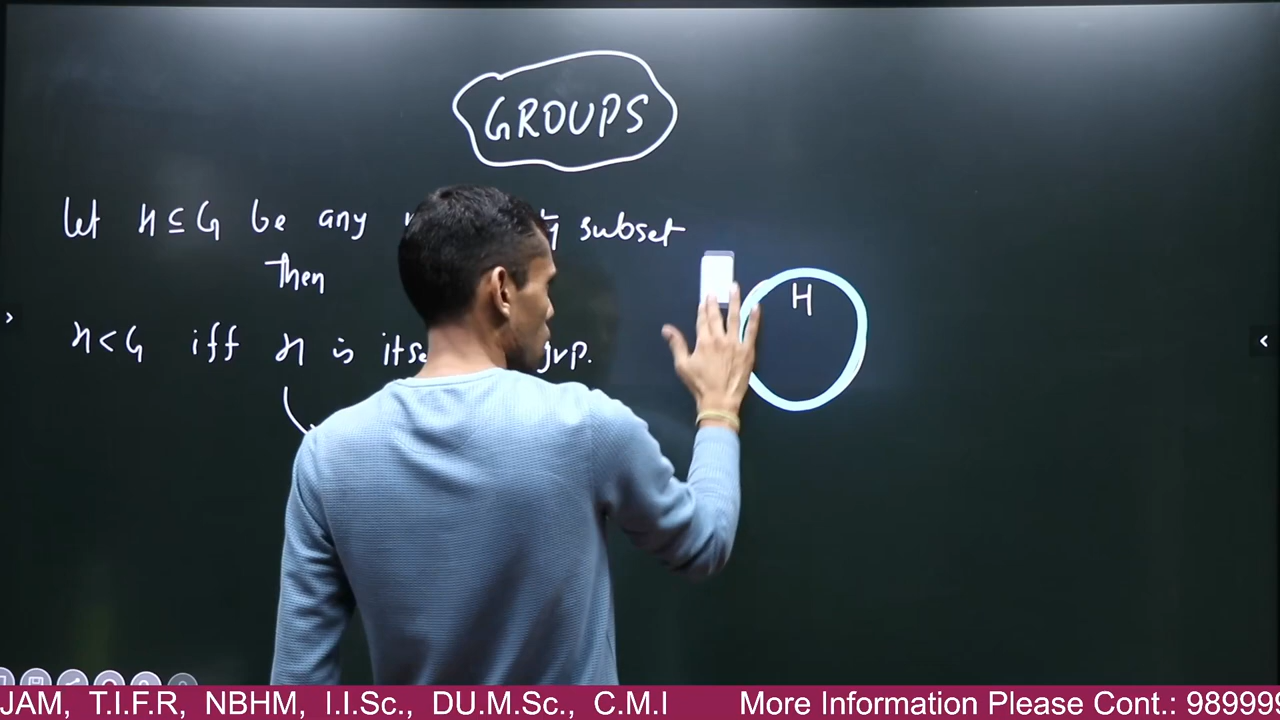 GROUPS
Let H ⊆ G be any subset
Then
H < G iff H is grp.
H
JAM, T.I.F.R, NBHM, I.I.Sc., DU.M.Sc., C.M.I More Information Please Cont.: 98999